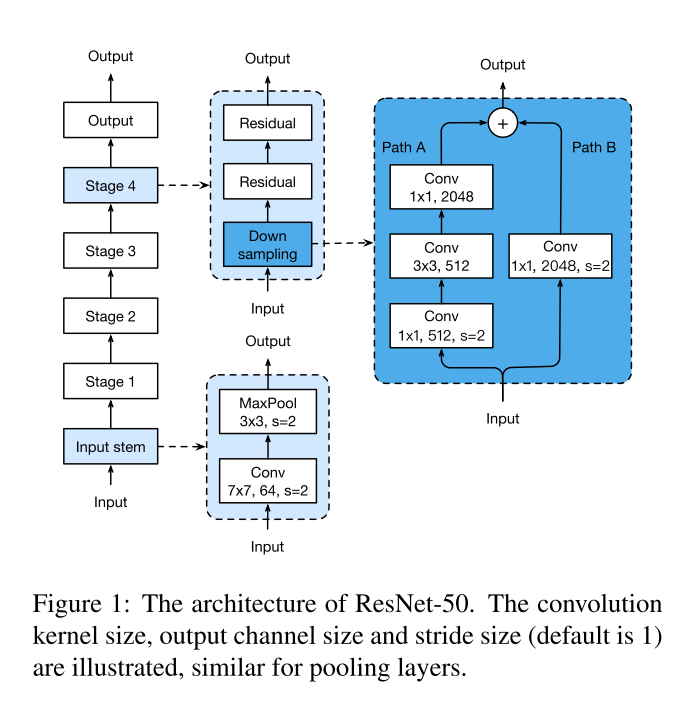 Output
Output
Stage 4
Stage 3
Stage 2
Stage 1
Input stem
Input
Output
Residual
Residual
Down
sampling
Input
Output
MaxPool
3x3, s=2
Conv
7x7, 64, s=2
Input
Output
+
Path A
Path B
Conv
1x1, 2048
Conv
3x3, 512
Conv
1x1, 512, s=2
Conv
1x1, 2048, s=2
Input
Figure 1: The architecture of ResNet-50. The convolution
kernel size, output channel size and stride size (default is 1)
are illustrated, similar for pooling layers.